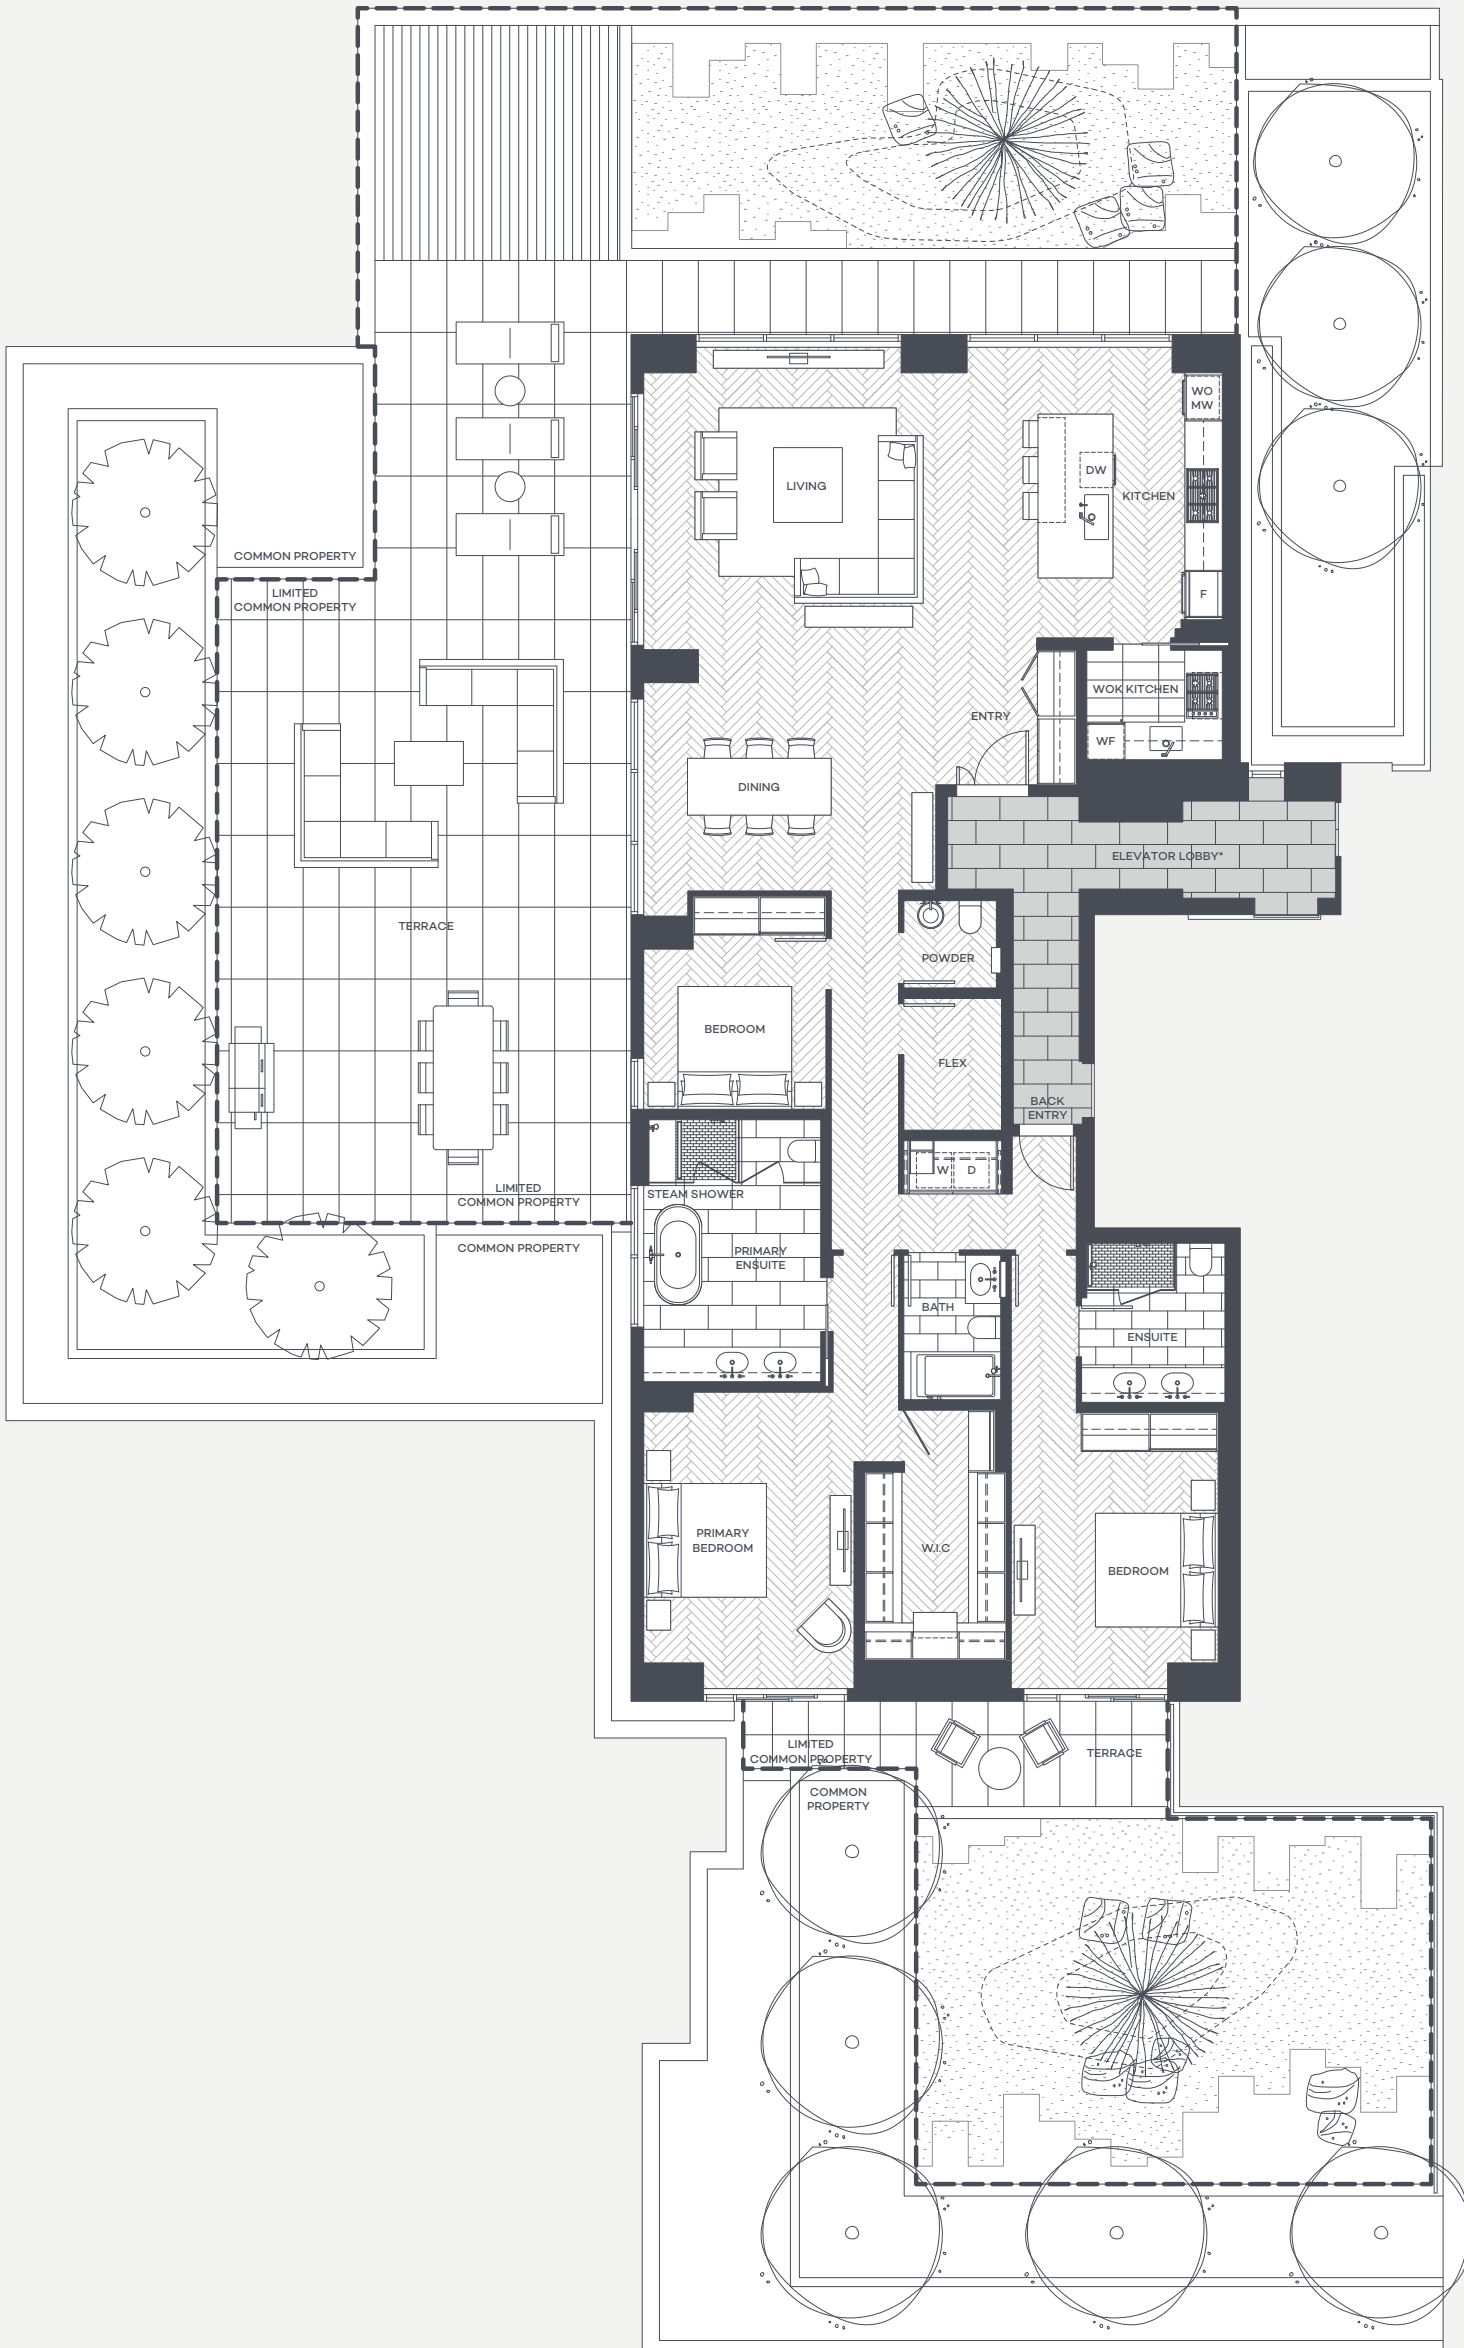 WO
MW
DW
LIVING
KITCHEN
COMMON PROPERTY
LIMITED
COMMON PROPERTY
F
WOK KITCHEN
ENTRY
WF
DINING
ELEVATOR LOBBY*
TERRACE
POWDER
BEDROOM
FLEX
BACK
ENTRY
W
D
STEAM SHOWER
LIMITED
COMMON PROPERTY
COMMON PROPERTY
PRIMARY
ENSUITE
BATH
ENSUITE
PRIMARY
BEDROOM
W.I.C
BEDROOM
LIMITED
COMMON PROPERTY
TERRACE
COMMON
PROPERTY